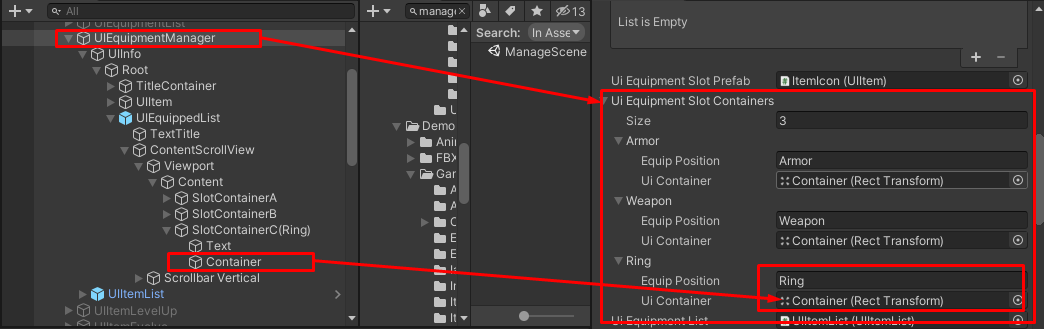 All
UIEquipmentList
UIEquipmentManager
UIInfo
Root
TitleContainer
UIItem
UIEquippedList
TextTitle
ContentScrollView
Viewport
Content
SlotContainerA
SlotContainerB
SlotContainerC(Ring)
Text
Container
Scrollbar Vertical
UIItemList
UIItemLevelUp
manage
13
Search:
In Asse
ManageScene
U
Demo
Anim
FBX
Gar
A
A
C
E
E
Ia
In
It
It
List is Empty
Ui Equipment Slot Prefab
ItemIcon (UIItem)
Ui Equipment Slot Containers
Size
3
Armor
Equip Position
Armor
Ui Container
Container (Rect Transform)
Weapon
Equip Position
Weapon
Ui Container
Container (Rect Transform)
Ring
Equip Position
Ring
Ui Container
Container (Rect Transform)
Ui Equipment List
UIItemList (UIItemList)